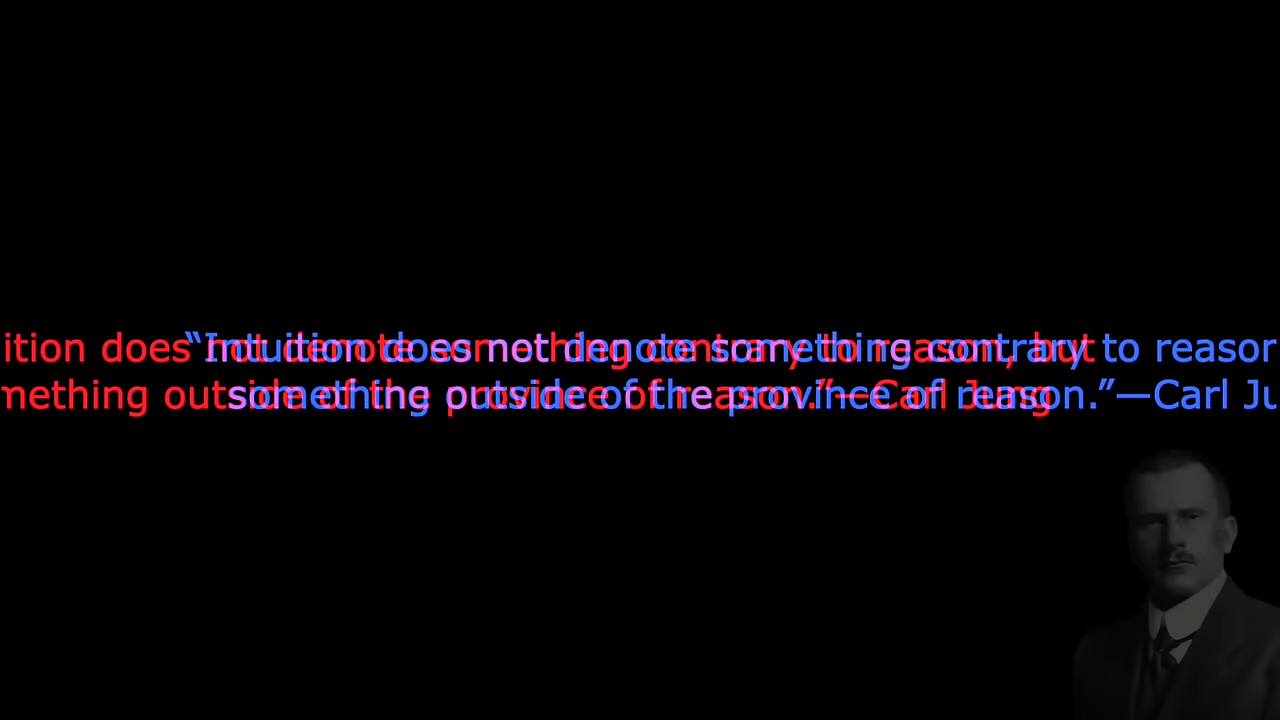 “Intuition does not denote something contrary to reason, but
something outside of the province of reason.”—Carl Jung